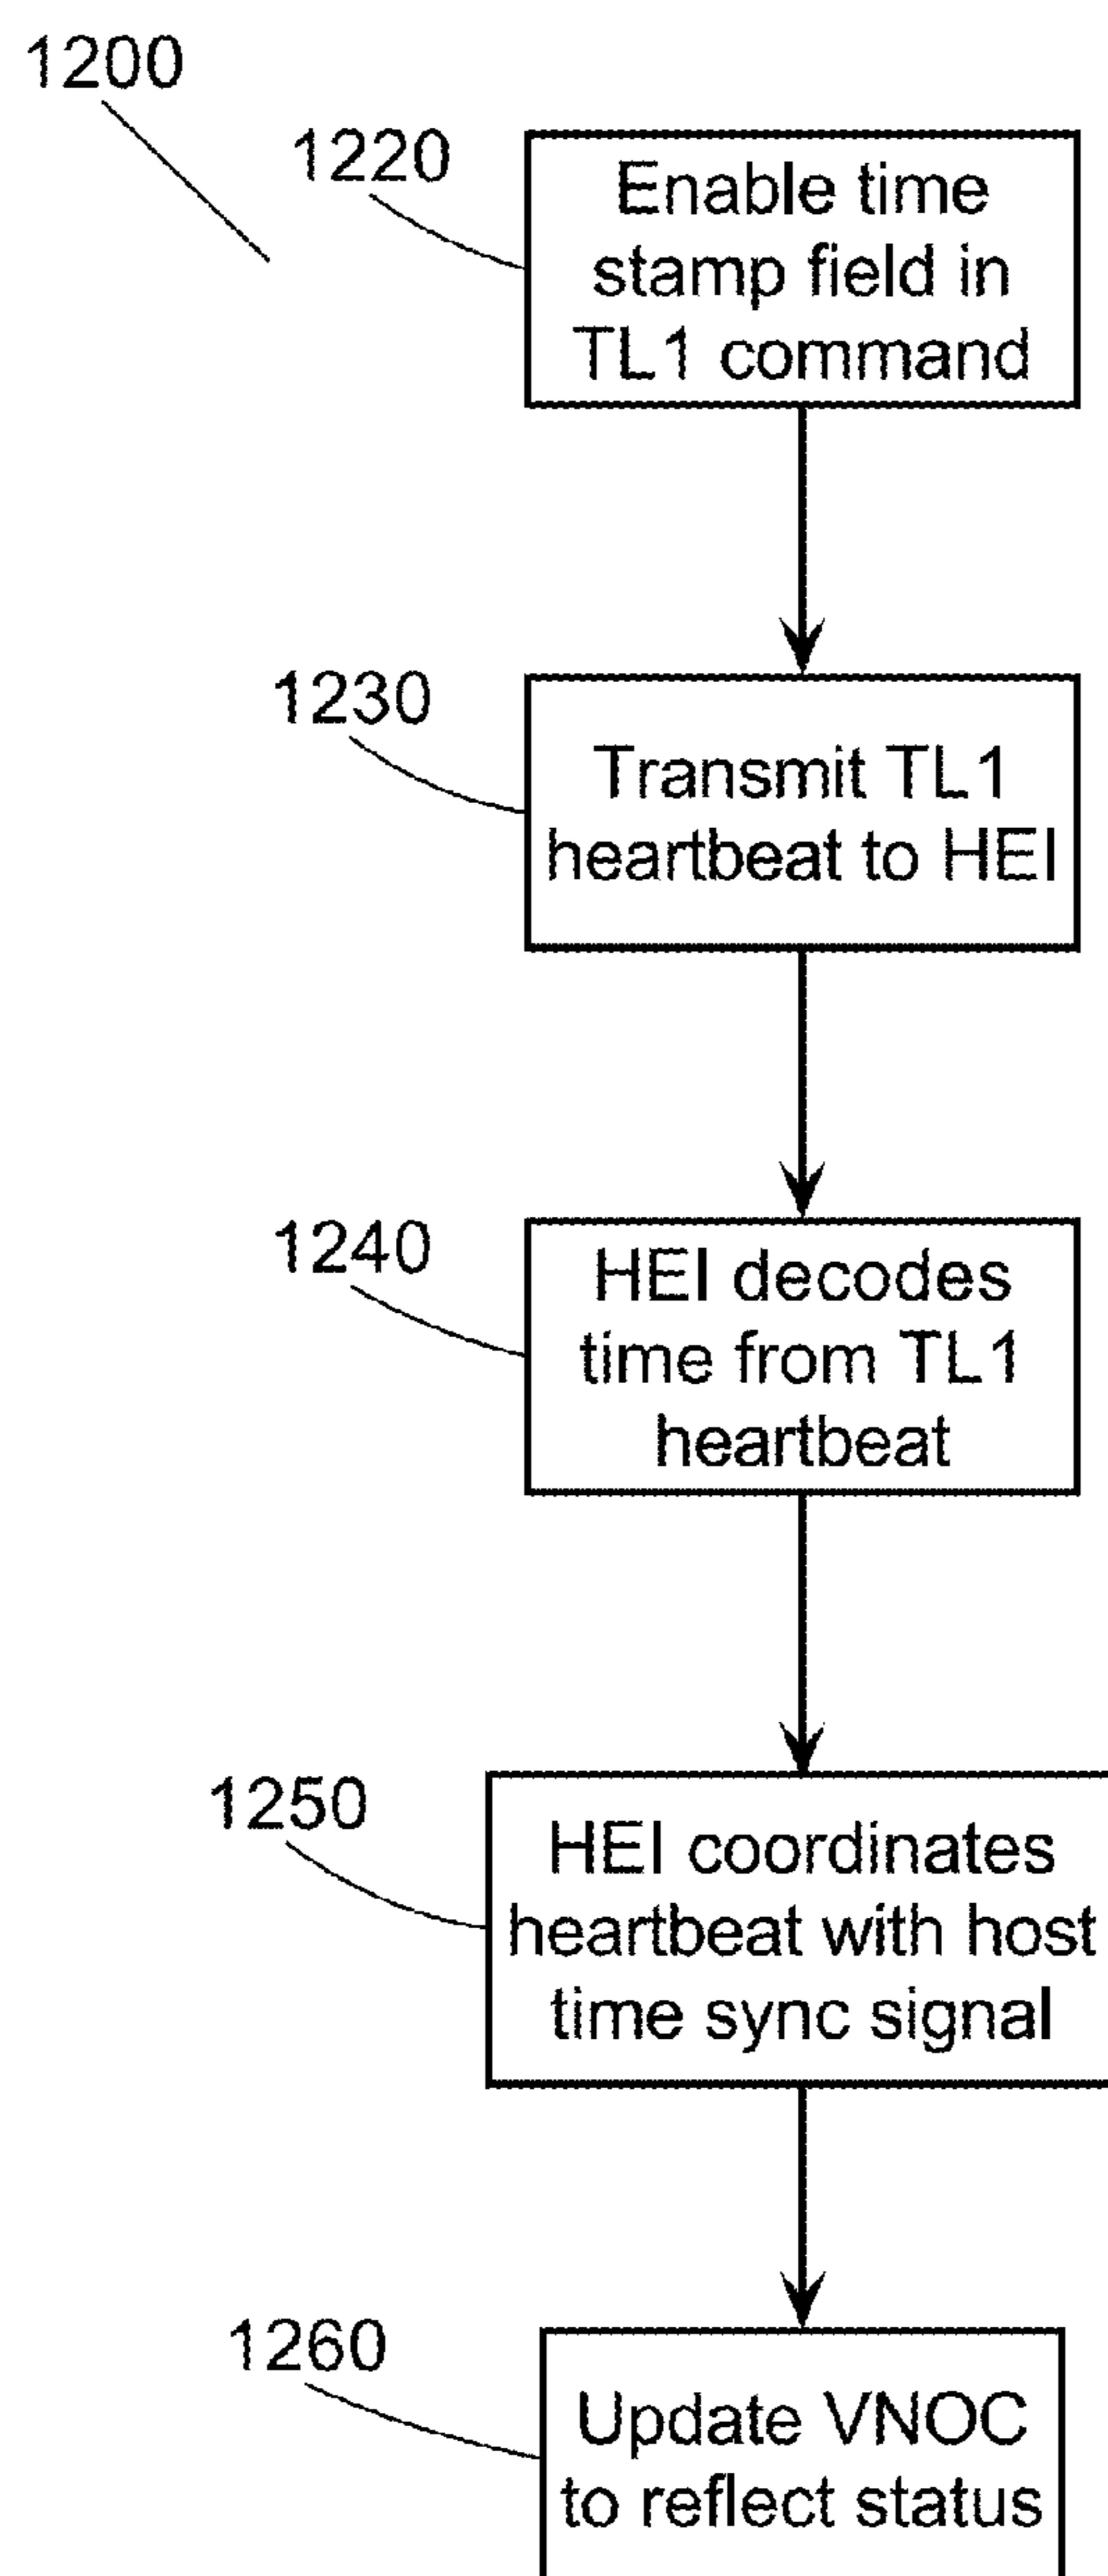 1200
1220
Enable time
stamp field in
TL1 command
1230
Transmit TL1
heartbeat to HEI
1240
HEI decodes
time from TL1
heartbeat
1250
HEI coordinates
heartbeat with host
time sync signal
1260
Update VNOC
to reflect status